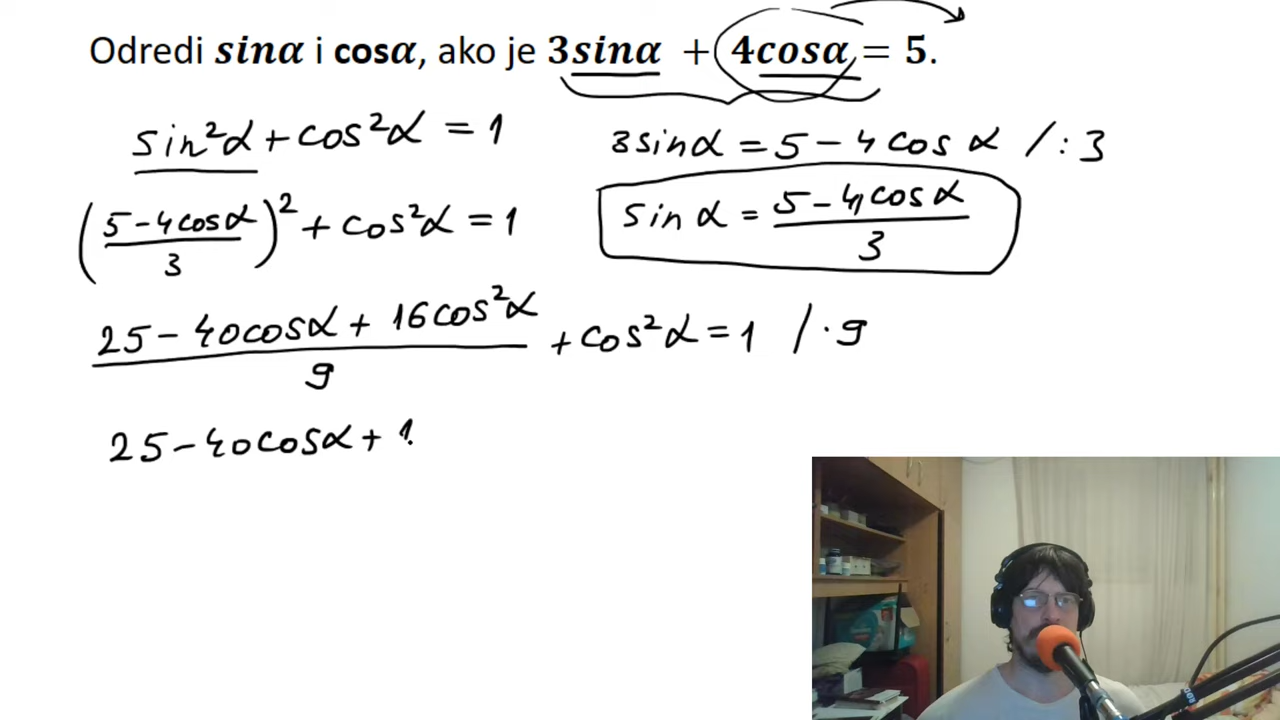 Odredi sinα i cosα, ako je 3sinα + 4cosα = 5.
sin²α + cos²α = 1
3sinα = 5 - 4cosα / : 3
(5 - 4cosα / 3)² + cos²α = 1
sinα = 5 - 4cosα / 3
25 - 40cosα + 16cos²α / 9 + cos²α = 1 / · 9
25 - 40cosα + 1